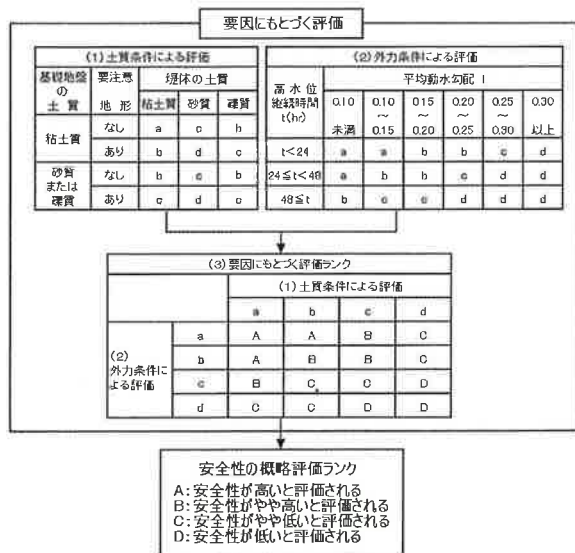 要因にもとづく評価
(1)土質条件による評価
基礎地盤の土質 要注意地形 堤体の土質
粘土質 砂質 礫質
粘土質 なし a c b
あり b d c
砂質または礫質 なし b c b
あり c d c
(2)外力条件による評価
高水位継続時間t(hr) 平均動水勾配 I
0.10未満 0.10～0.15 0.15～0.20 0.20～0.25 0.25～0.30 0.30以上
t<24 a a b b c d
24≦t<48 a b b c d d
48≦t b c c d d d
(3)要因にもとづく評価ランク
(1)土質条件による評価
a b c d
(2)外力条件による評価
a A A B C
b A B B C
c B C C D
d C C D D
安全性の概略評価ランク
A:安全性が高いと評価される
B:安全性がやや高いと評価される
C:安全性がやや低いと評価される
D:安全性が低いと評価される